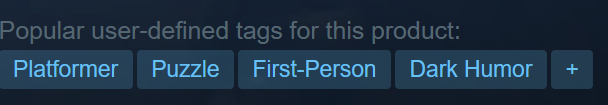 Popular user-defined tags for this product:
Platformer Puzzle First-Person Dark Humor +